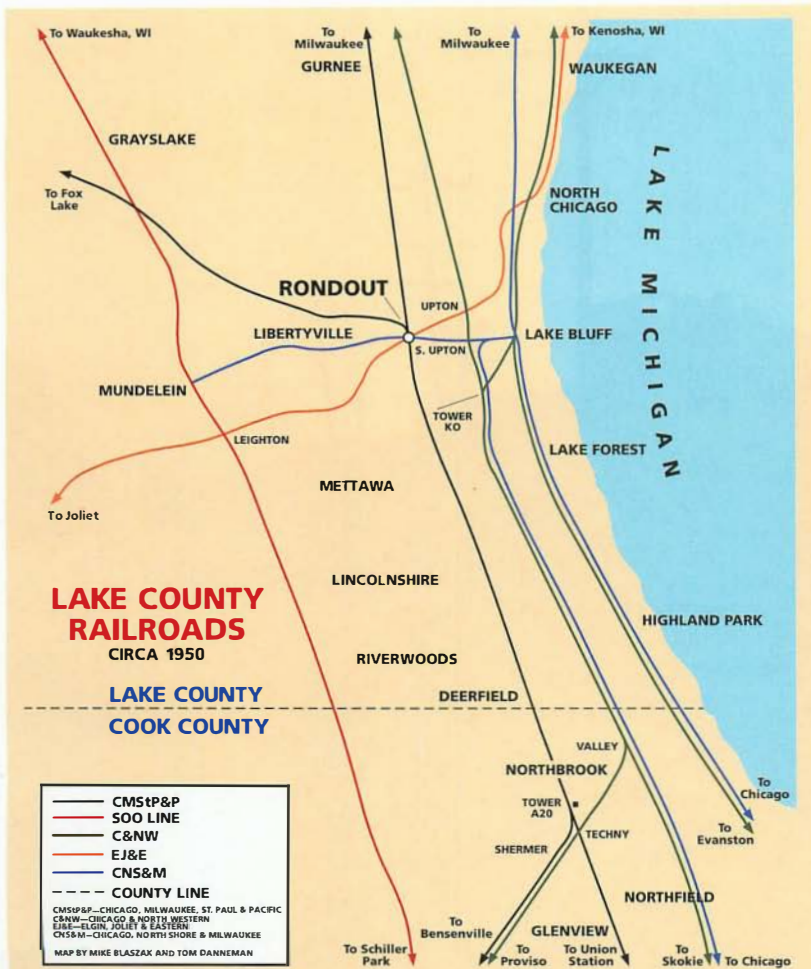 To Waukesha, WI
To
Milwaukee
To
Milwaukee
To Kenosha, WI
GURNEE
WAUKEGAN
GRAYSLAKE
To Fox
Lake
NORTH
CHICAGO
LAKE MICHIGAN
RONDOUT
UPTON
LIBERTYVILLE
S. UPTON
LAKE BLUFF
MUNDELEIN
TOWER
KO
LEIGHTON
LAKE FOREST
METTAWA
To Joliet
LINCOLNSHIRE
LAKE COUNTY
RAILROADS
CIRCA 1950
HIGHLAND PARK
RIVERWOODS
LAKE COUNTY
DEERFIELD
COOK COUNTY
VALLEY
NORTHBROOK
To
Chicago
TOWER
A20
TECHNY
To
Evanston
SHERMER
CMStP&P
SOO LINE
C&NW
EJ&E
CNS&M
COUNTY LINE
CMStP&P—CHICAGO, MILWAUKEE, ST. PAUL & PACIFIC
C&NW—CHICAGO & NORTH WESTERN
EJ&E—ELGIN, JOLIET & EASTERN
CNS&M—CHICAGO, NORTH SHORE & MILWAUKEE
MAP BY MIKE BLASZAK AND TOM DANNEMAN
NORTHFIELD
To
Bensenville
GLENVIEW
To Schiller
Park
To
Proviso
To Union
Station
To
Skokie
To Chicago